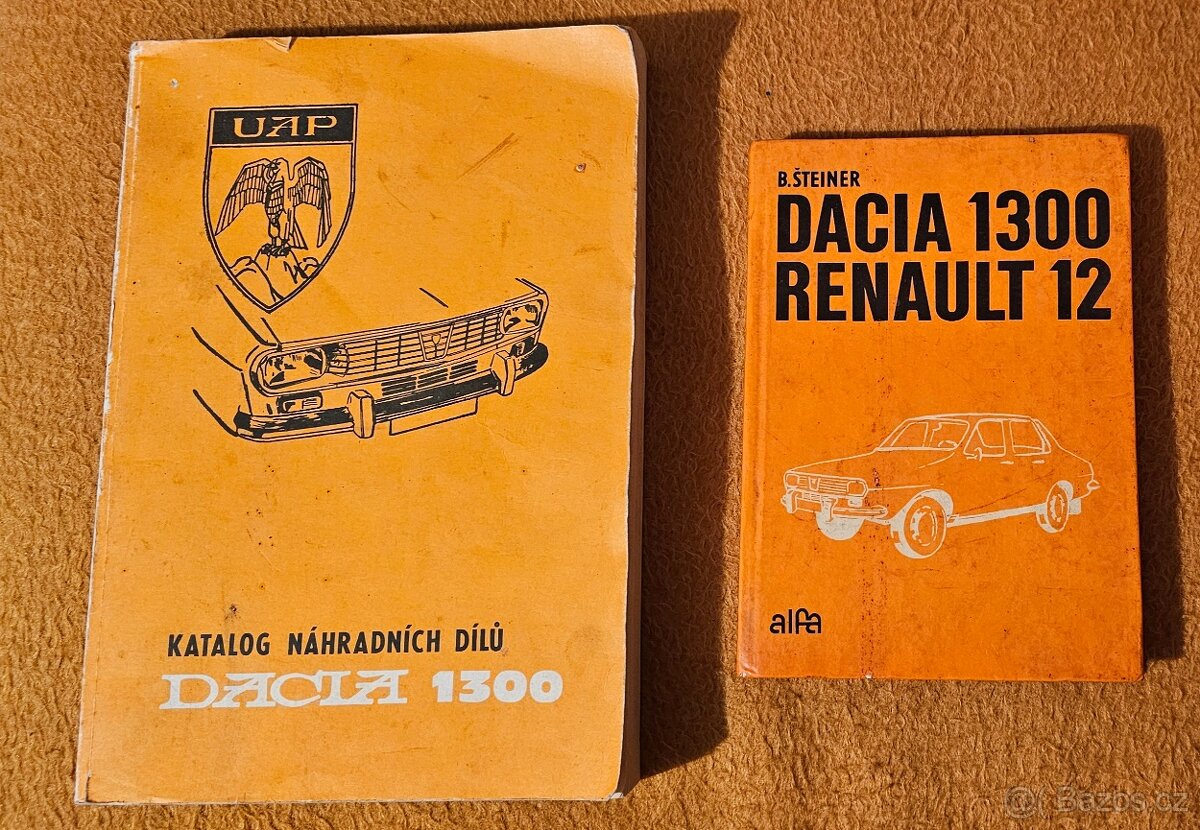 UAP
KATALOG NÁHRADNÍCH DÍLŮ
DACIA 1300
B.ŠTEINER
DACIA 1300
RENAULT 12
alfa
Bazos.cz